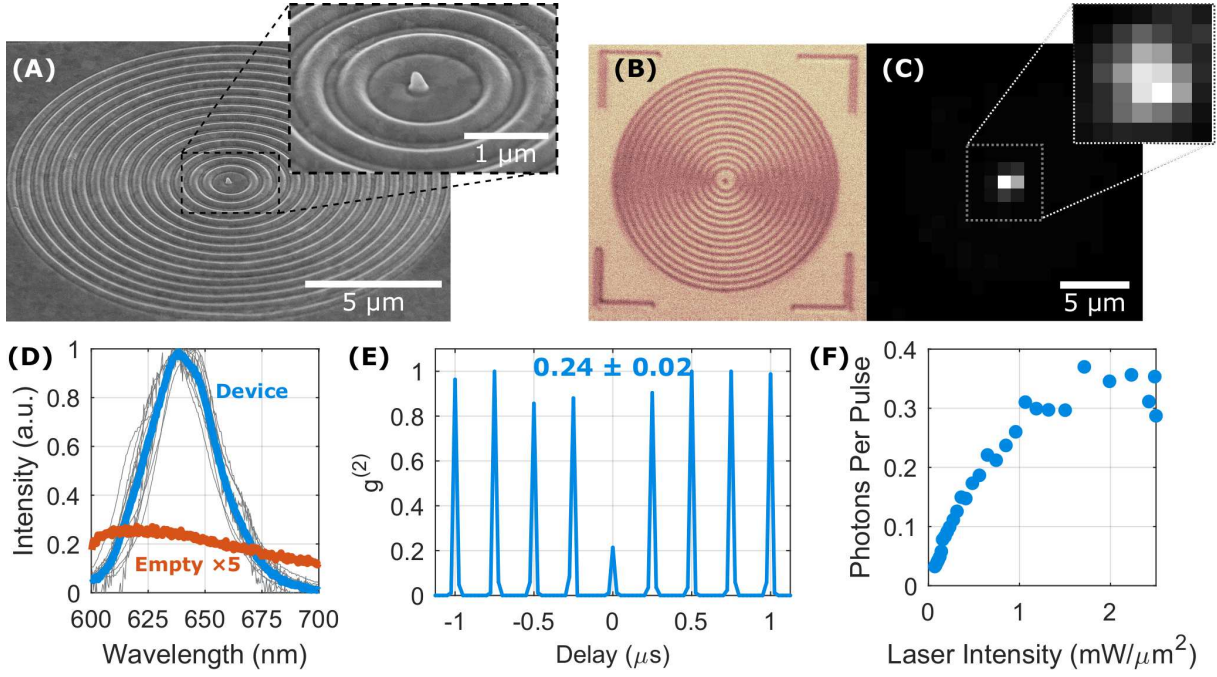 (A)
1 μm
5 μm
(B)
(C)
5 μm
(D)
1
0.8
0.6
0.4
0.2
0
Intensity (a.u.)
Device
Empty ×5
600 625 650 675 700
Wavelength (nm)
(E)
0.24 ± 0.02
1
0.8
0.6
0.4
0.2
0
g(2)
-1 -0.5 0 0.5 1
Delay (μs)
(F)
0.4
0.3
0.2
0.1
0
Photons Per Pulse
0 1 2
Laser Intensity (mW/μm²)